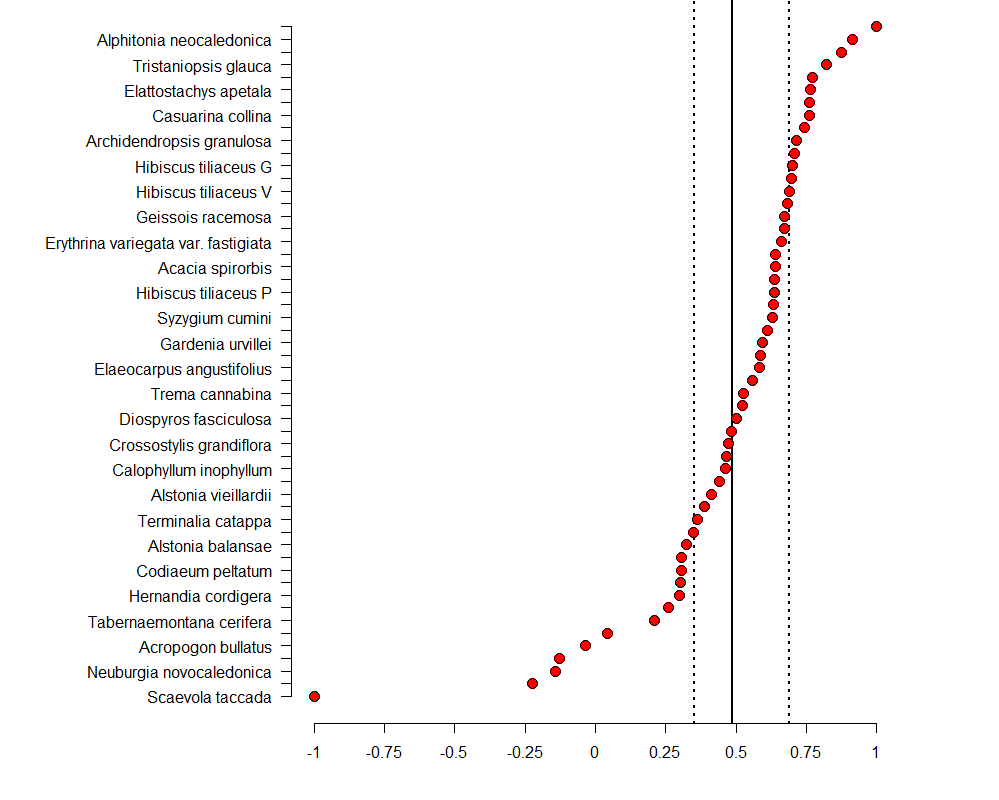 Alphitonia neocaledonica
Tristaniopsis glauca
Elattostachys apetala
Casuarina collina
Archidendropsis granulosa
Hibiscus tiliaceus G
Hibiscus tiliaceus V
Geissois racemosa
Erythrina variegata var. fastigiata
Acacia spirorbis
Hibiscus tiliaceus P
Syzygium cumini
Gardenia urvillei
Elaeocarpus angustifolius
Trema cannabina
Diospyros fasciculosa
Crossostylis grandiflora
Calophyllum inophyllum
Alstonia vieillardii
Terminalia catappa
Alstonia balansae
Codiaeum peltatum
Hernandia cordigera
Tabernaemontana cerifera
Acropogon bullatus
Neuburgia novocaledonica
Scaevola taccada
-1 -0.75 -0.5 -0.25 0 0.25 0.5 0.75 1